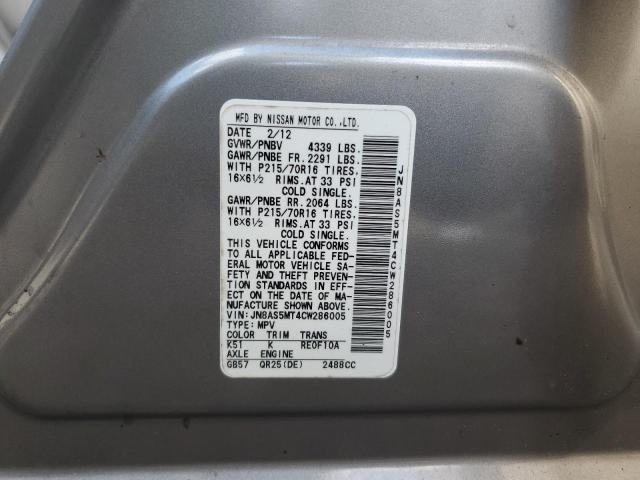 MFD BY NISSAN MOTOR CO.,LTD.
DATE 2/12
GVWR/PNBV 4339 LBS.
GAWR/PNBE FR. 2291 LBS.
WITH P215/70R16 TIRES,
16×6½ RIMS.AT 33 PSI
COLD SINGLE.
GAWR/PNBE RR. 2064 LBS.
WITH P215/70R16 TIRES,
16×6½ RIMS.AT 33 PSI
COLD SINGLE.
THIS VEHICLE CONFORMS
TO ALL APPLICABLE FED-
ERAL MOTOR VEHICLE SA-
FETY AND THEFT PREVEN-
TION STANDARDS IN EFF-
ECT ON THE DATE OF MA-
NUFACTURE SHOWN ABOVE.
VIN: JN8AS5MT4CW286005
TYPE: MPV
COLOR TRIM TRANS
K51 K RE0F10A
AXLE ENGINE
GB57 QR25(DE) 2488CC
JN8AS5MT4CW286005